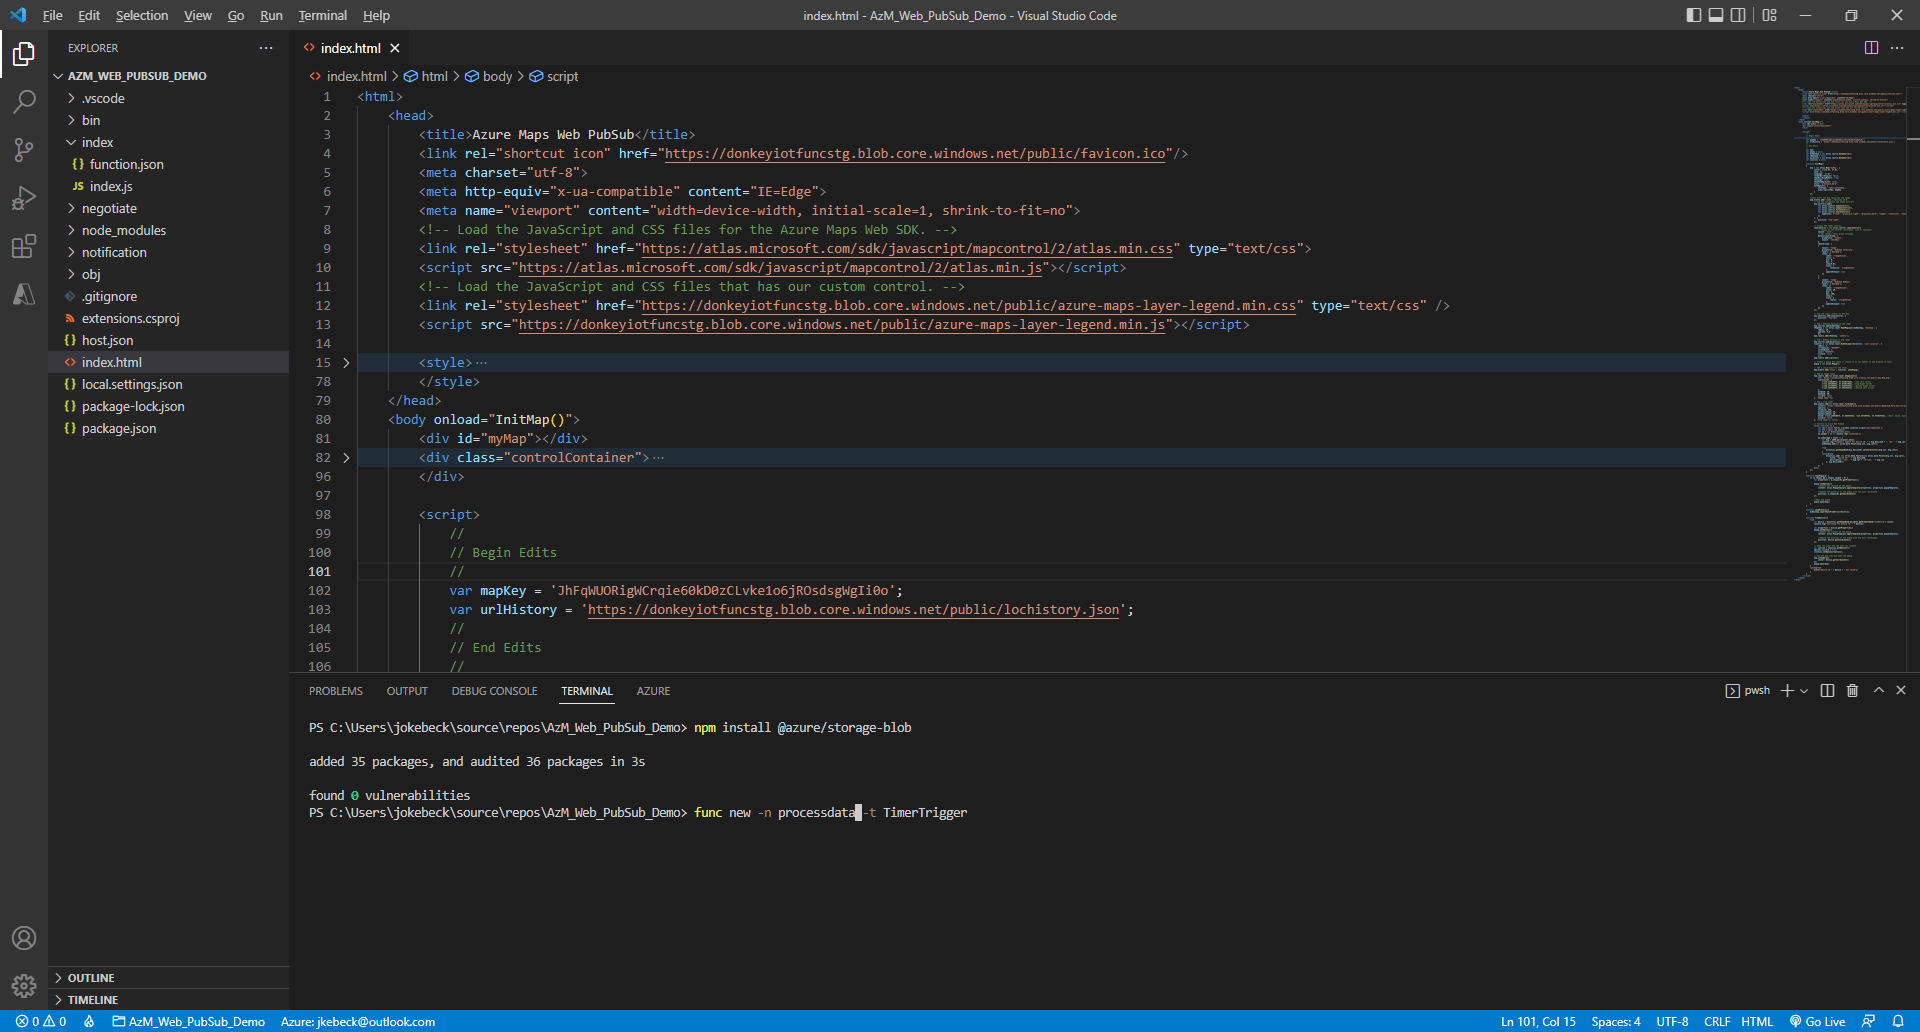 File Edit Selection View Go Run Terminal Help
index.html - AzM_Web_PubSub_Demo - Visual Studio Code
EXPLORER
AZM_WEB_PUBSUB_DEMO
.vscode
bin
index
function.json
JS index.js
negotiate
node_modules
notification
obj
.gitignore
extensions.csproj
host.json
index.html
local.settings.json
package-lock.json
package.json
OUTLINE
TIMELINE
index.html
index.html > html > body > script
1 <html>
2 <head>
3 <title>Azure Maps Web PubSub</title>
4 <link rel="shortcut icon" href="https://donkeyiotfuncstg.blob.core.windows.net/public/favicon.ico"/>
5 <meta charset="utf-8">
6 <meta http-equiv="x-ua-compatible" content="IE=Edge">
7 <meta name="viewport" content="width=device-width, initial-scale=1, shrink-to-fit=no">
8 <!-- Load the JavaScript and CSS files for the Azure Maps Web SDK. -->
9 <link rel="stylesheet" href="https://atlas.microsoft.com/sdk/javascript/mapcontrol/2/atlas.min.css" type="text/css">
10 <script src="https://atlas.microsoft.com/sdk/javascript/mapcontrol/2/atlas.min.js"></script>
11 <!-- Load the JavaScript and CSS files that has our custom control. -->
12 <link rel="stylesheet" href="https://donkeyiotfuncstg.blob.core.windows.net/public/azure-maps-layer-legend.min.css" type="text/css" />
13 <script src="https://donkeyiotfuncstg.blob.core.windows.net/public/azure-maps-layer-legend.min.js"></script>
14
15 <style>⋯
78 </style>
79 </head>
80 <body onload="InitMap()">
81 <div id="myMap"></div>
82 <div class="controlContainer">⋯
96 </div>
97
98 <script>
99 //
100 // Begin Edits
101 //
102 var mapKey = 'JhFqWUORigWCrqie60kD0zCLvke1o6jROsdsgWgIi0o';
103 var urlHistory = 'https://donkeyiotfuncstg.blob.core.windows.net/public/lochistory.json';
104 //
105 // End Edits
106 //
PROBLEMS OUTPUT DEBUG CONSOLE TERMINAL AZURE
pwsh
PS C:\Users\jokebeck\source\repos\AzM_Web_PubSub_Demo> npm install @azure/storage-blob
added 35 packages, and audited 36 packages in 3s
found 0 vulnerabilities
PS C:\Users\jokebeck\source\repos\AzM_Web_PubSub_Demo> func new -n processdata -t TimerTrigger
0 0 AzM_Web_PubSub_Demo Azure: jkebeck@outlook.com
Ln 101, Col 15 Spaces: 4 UTF-8 CRLF HTML Go Live